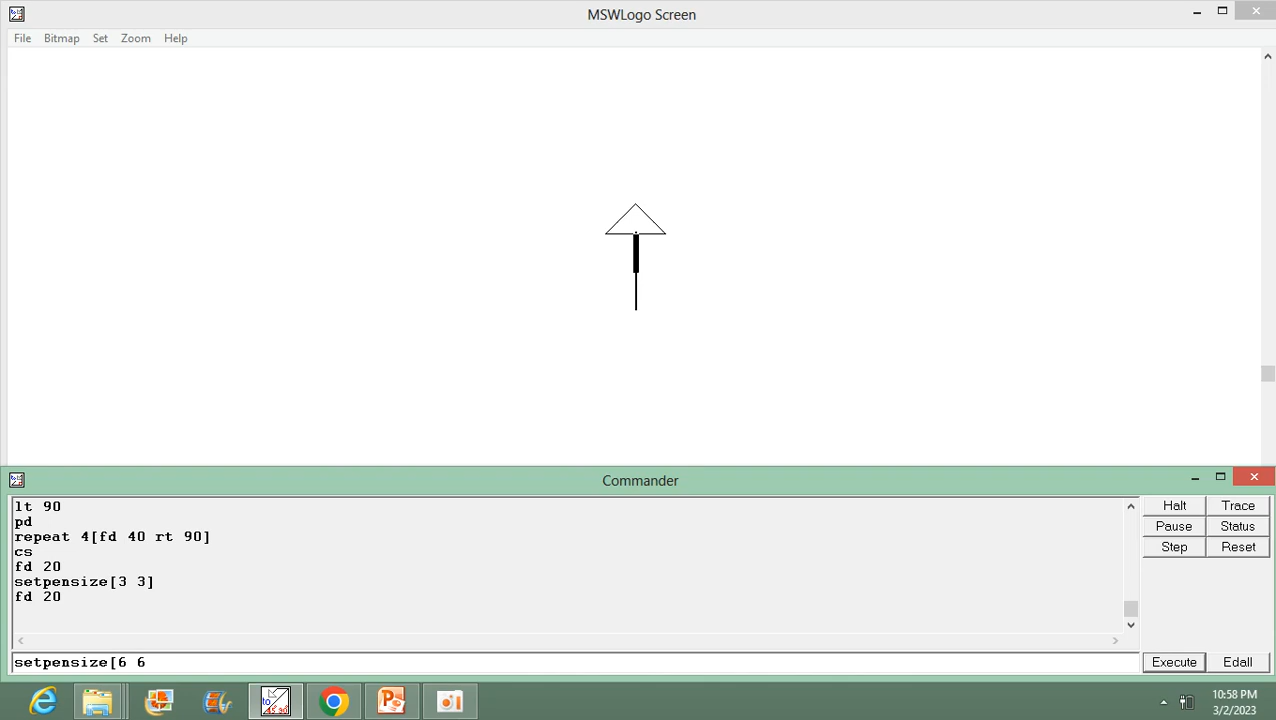 MSWLogo Screen
File Bitmap Set Zoom Help
Commander
lt 90
pd
repeat 4[fd 40 rt 90]
cs
fd 20
setpensize[3 3]
fd 20
Halt Trace
Pause Status
Step Reset
setpensize[6 6
Execute Edall
10:58 PM
3/2/2023